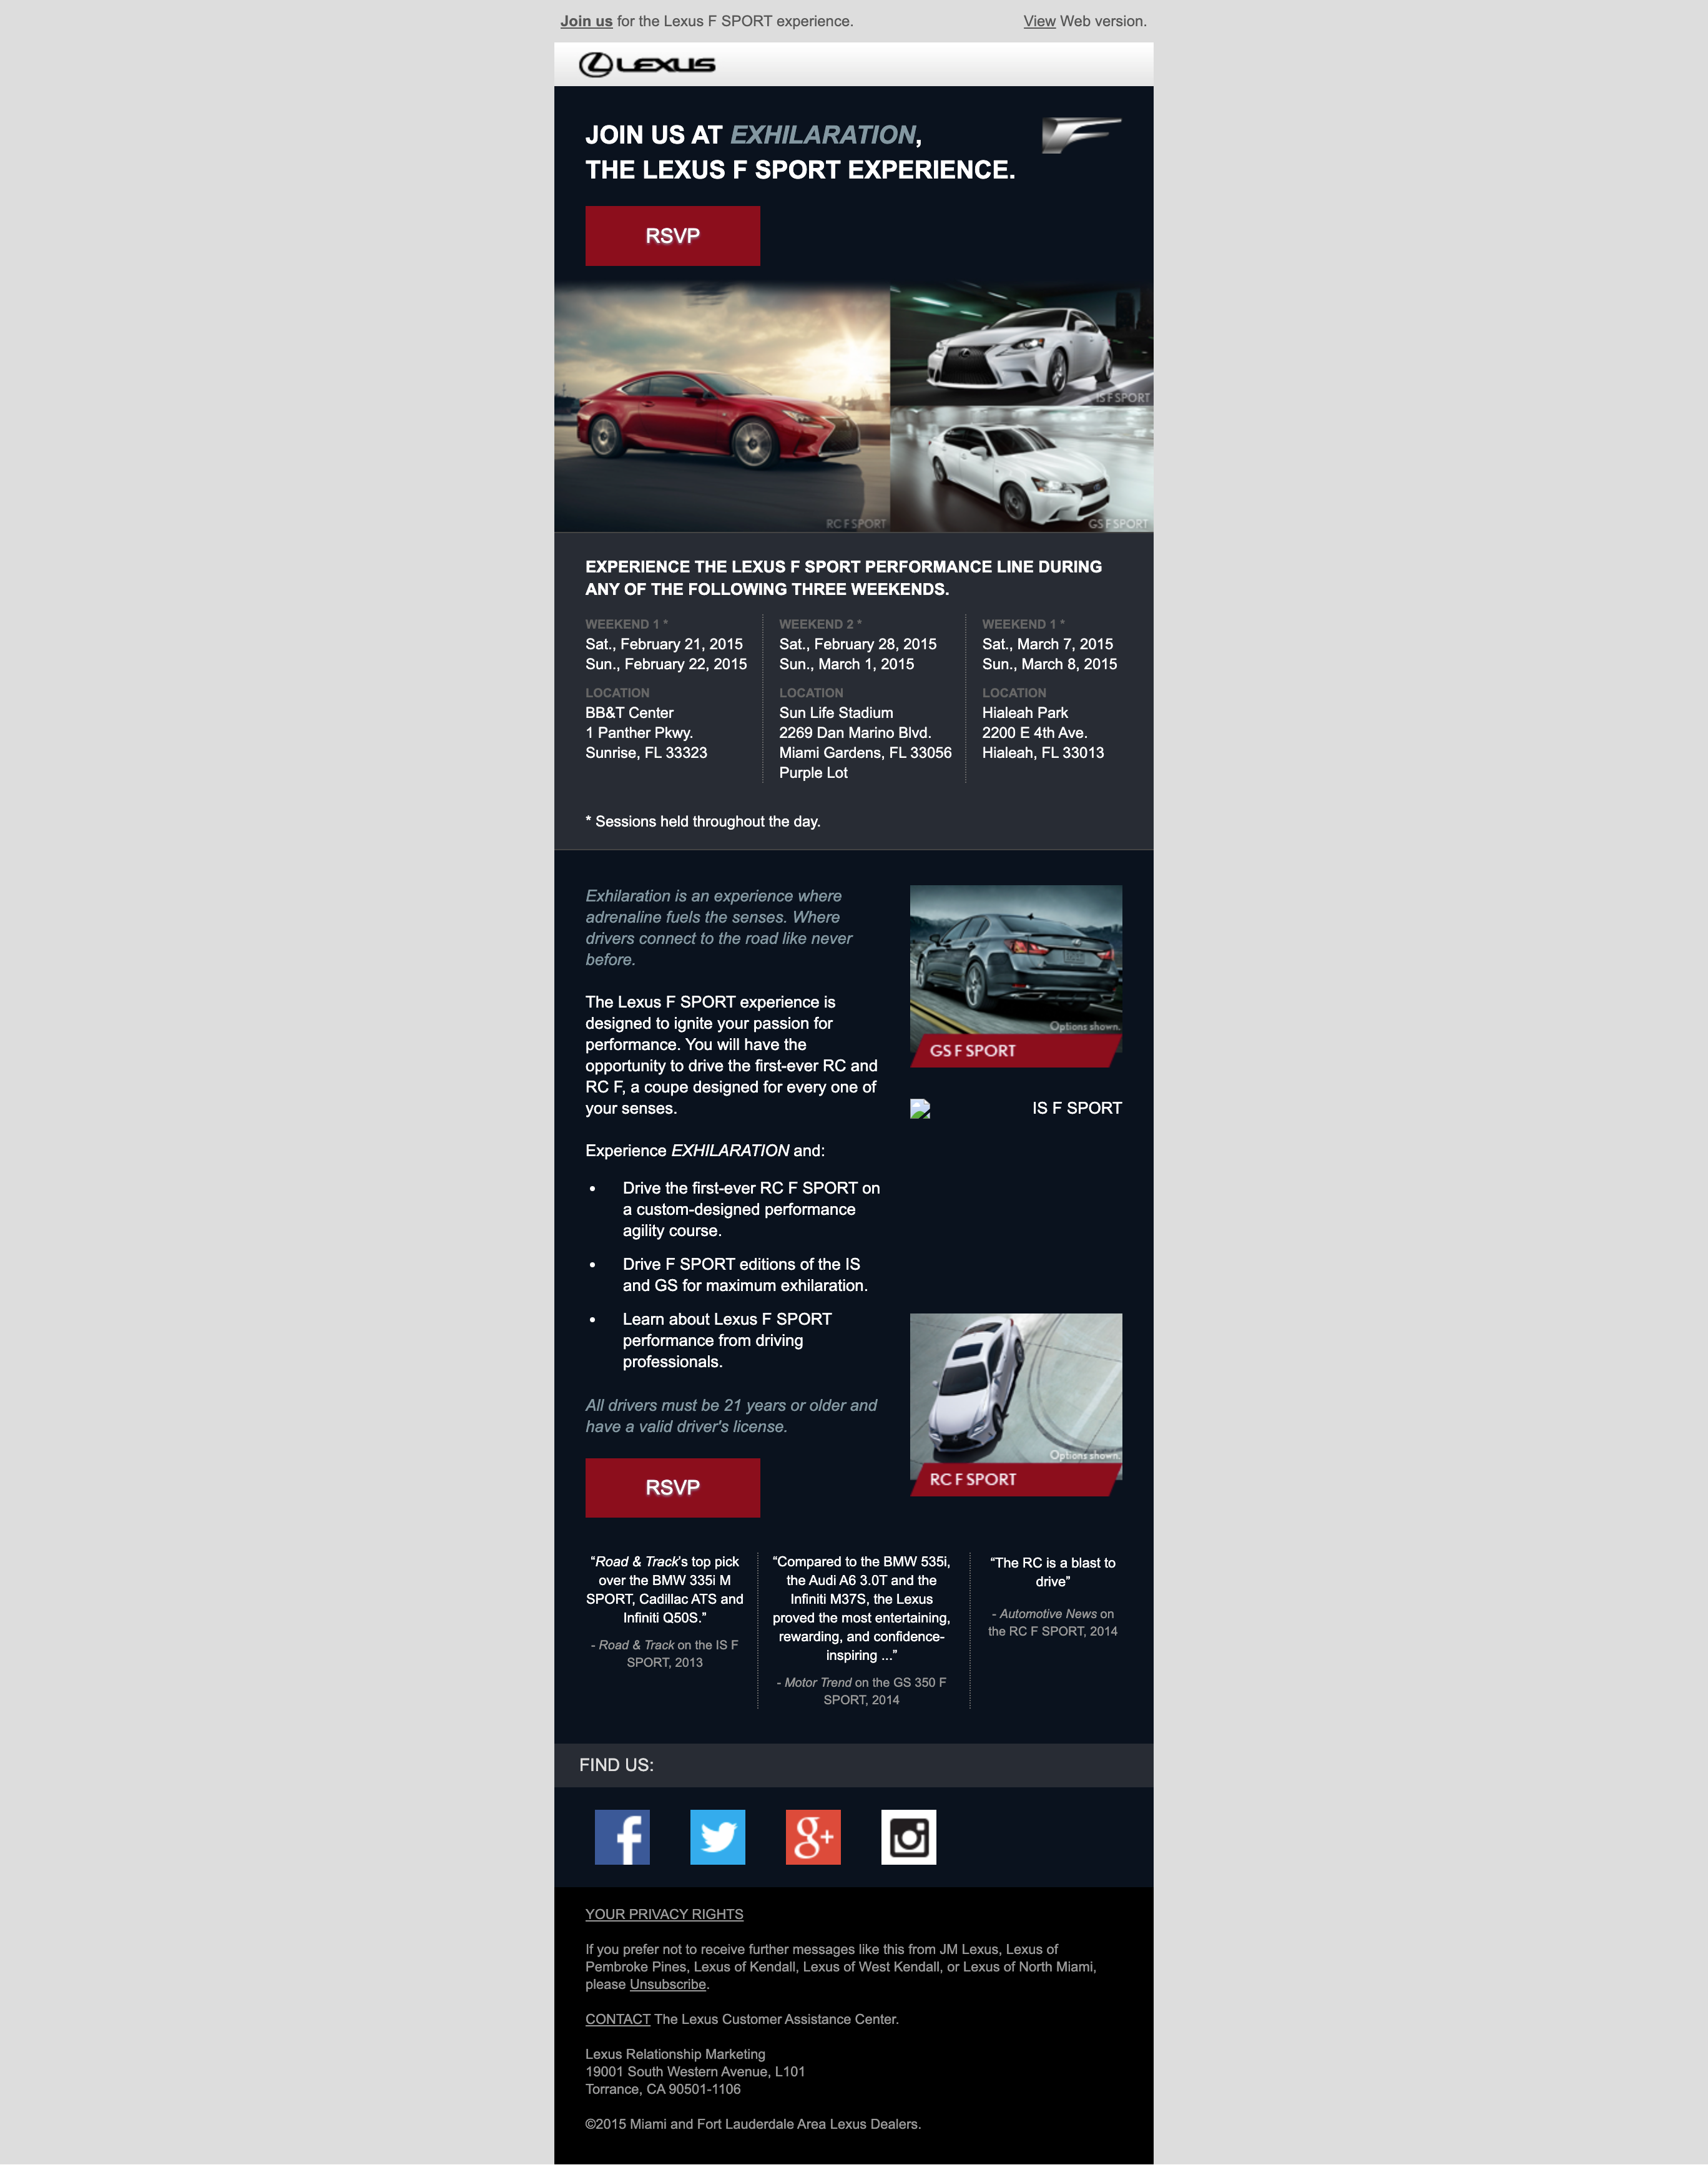 Join us for the Lexus F SPORT experience.
View Web version.
LEXUS
JOIN US AT EXHILARATION,
THE LEXUS F SPORT EXPERIENCE.
RSVP
IS F SPORT
RC F SPORT
GS F SPORT
EXPERIENCE THE LEXUS F SPORT PERFORMANCE LINE DURING
ANY OF THE FOLLOWING THREE WEEKENDS.
WEEKEND 1 *
Sat., February 21, 2015
Sun., February 22, 2015
LOCATION
BB&T Center
1 Panther Pkwy.
Sunrise, FL 33323
WEEKEND 2 *
Sat., February 28, 2015
Sun., March 1, 2015
LOCATION
Sun Life Stadium
2269 Dan Marino Blvd.
Miami Gardens, FL 33056
Purple Lot
WEEKEND 1 *
Sat., March 7, 2015
Sun., March 8, 2015
LOCATION
Hialeah Park
2200 E 4th Ave.
Hialeah, FL 33013
* Sessions held throughout the day.
Exhilaration is an experience where
adrenaline fuels the senses. Where
drivers connect to the road like never
before.
The Lexus F SPORT experience is
designed to ignite your passion for
performance. You will have the
opportunity to drive the first-ever RC and
RC F, a coupe designed for every one of
your senses.
Experience EXHILARATION and:
• Drive the first-ever RC F SPORT on
a custom-designed performance
agility course.
• Drive F SPORT editions of the IS
and GS for maximum exhilaration.
• Learn about Lexus F SPORT
performance from driving
professionals.
All drivers must be 21 years or older and
have a valid driver's license.
RSVP
Options shown.
GS F SPORT
IS F SPORT
Options shown.
RC F SPORT
“Road & Track's top pick
over the BMW 335i M
SPORT, Cadillac ATS and
Infiniti Q50S.”
- Road & Track on the IS F
SPORT, 2013
“Compared to the BMW 535i,
the Audi A6 3.0T and the
Infiniti M37S, the Lexus
proved the most entertaining,
rewarding, and confidence-
inspiring ...”
- Motor Trend on the GS 350 F
SPORT, 2014
“The RC is a blast to
drive”
- Automotive News on
the RC F SPORT, 2014
FIND US:
YOUR PRIVACY RIGHTS
If you prefer not to receive further messages like this from JM Lexus, Lexus of
Pembroke Pines, Lexus of Kendall, Lexus of West Kendall, or Lexus of North Miami,
please Unsubscribe.
CONTACT The Lexus Customer Assistance Center.
Lexus Relationship Marketing
19001 South Western Avenue, L101
Torrance, CA 90501-1106
©2015 Miami and Fort Lauderdale Area Lexus Dealers.